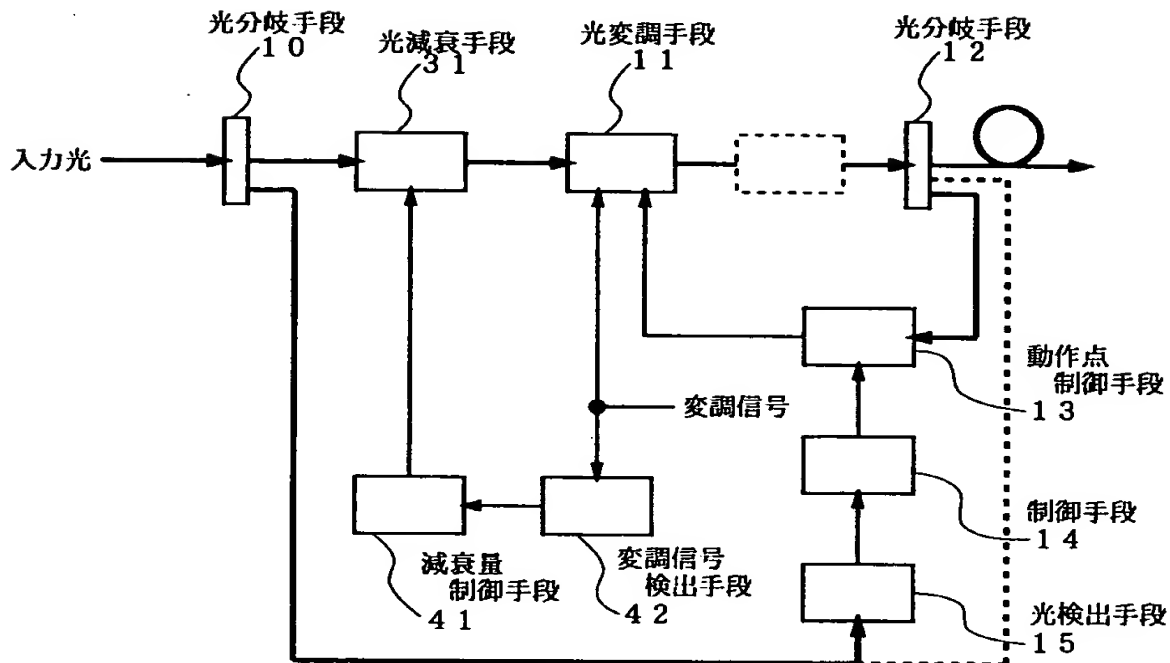 光分岐手段
１０
光減衰手段
３１
光変調手段
１１
光分岐手段
１２
入力光
動作点
制御手段
１３
変調信号
制御手段
１４
減衰量
制御手段
４１
変調信号
検出手段
４２
光検出手段
１５